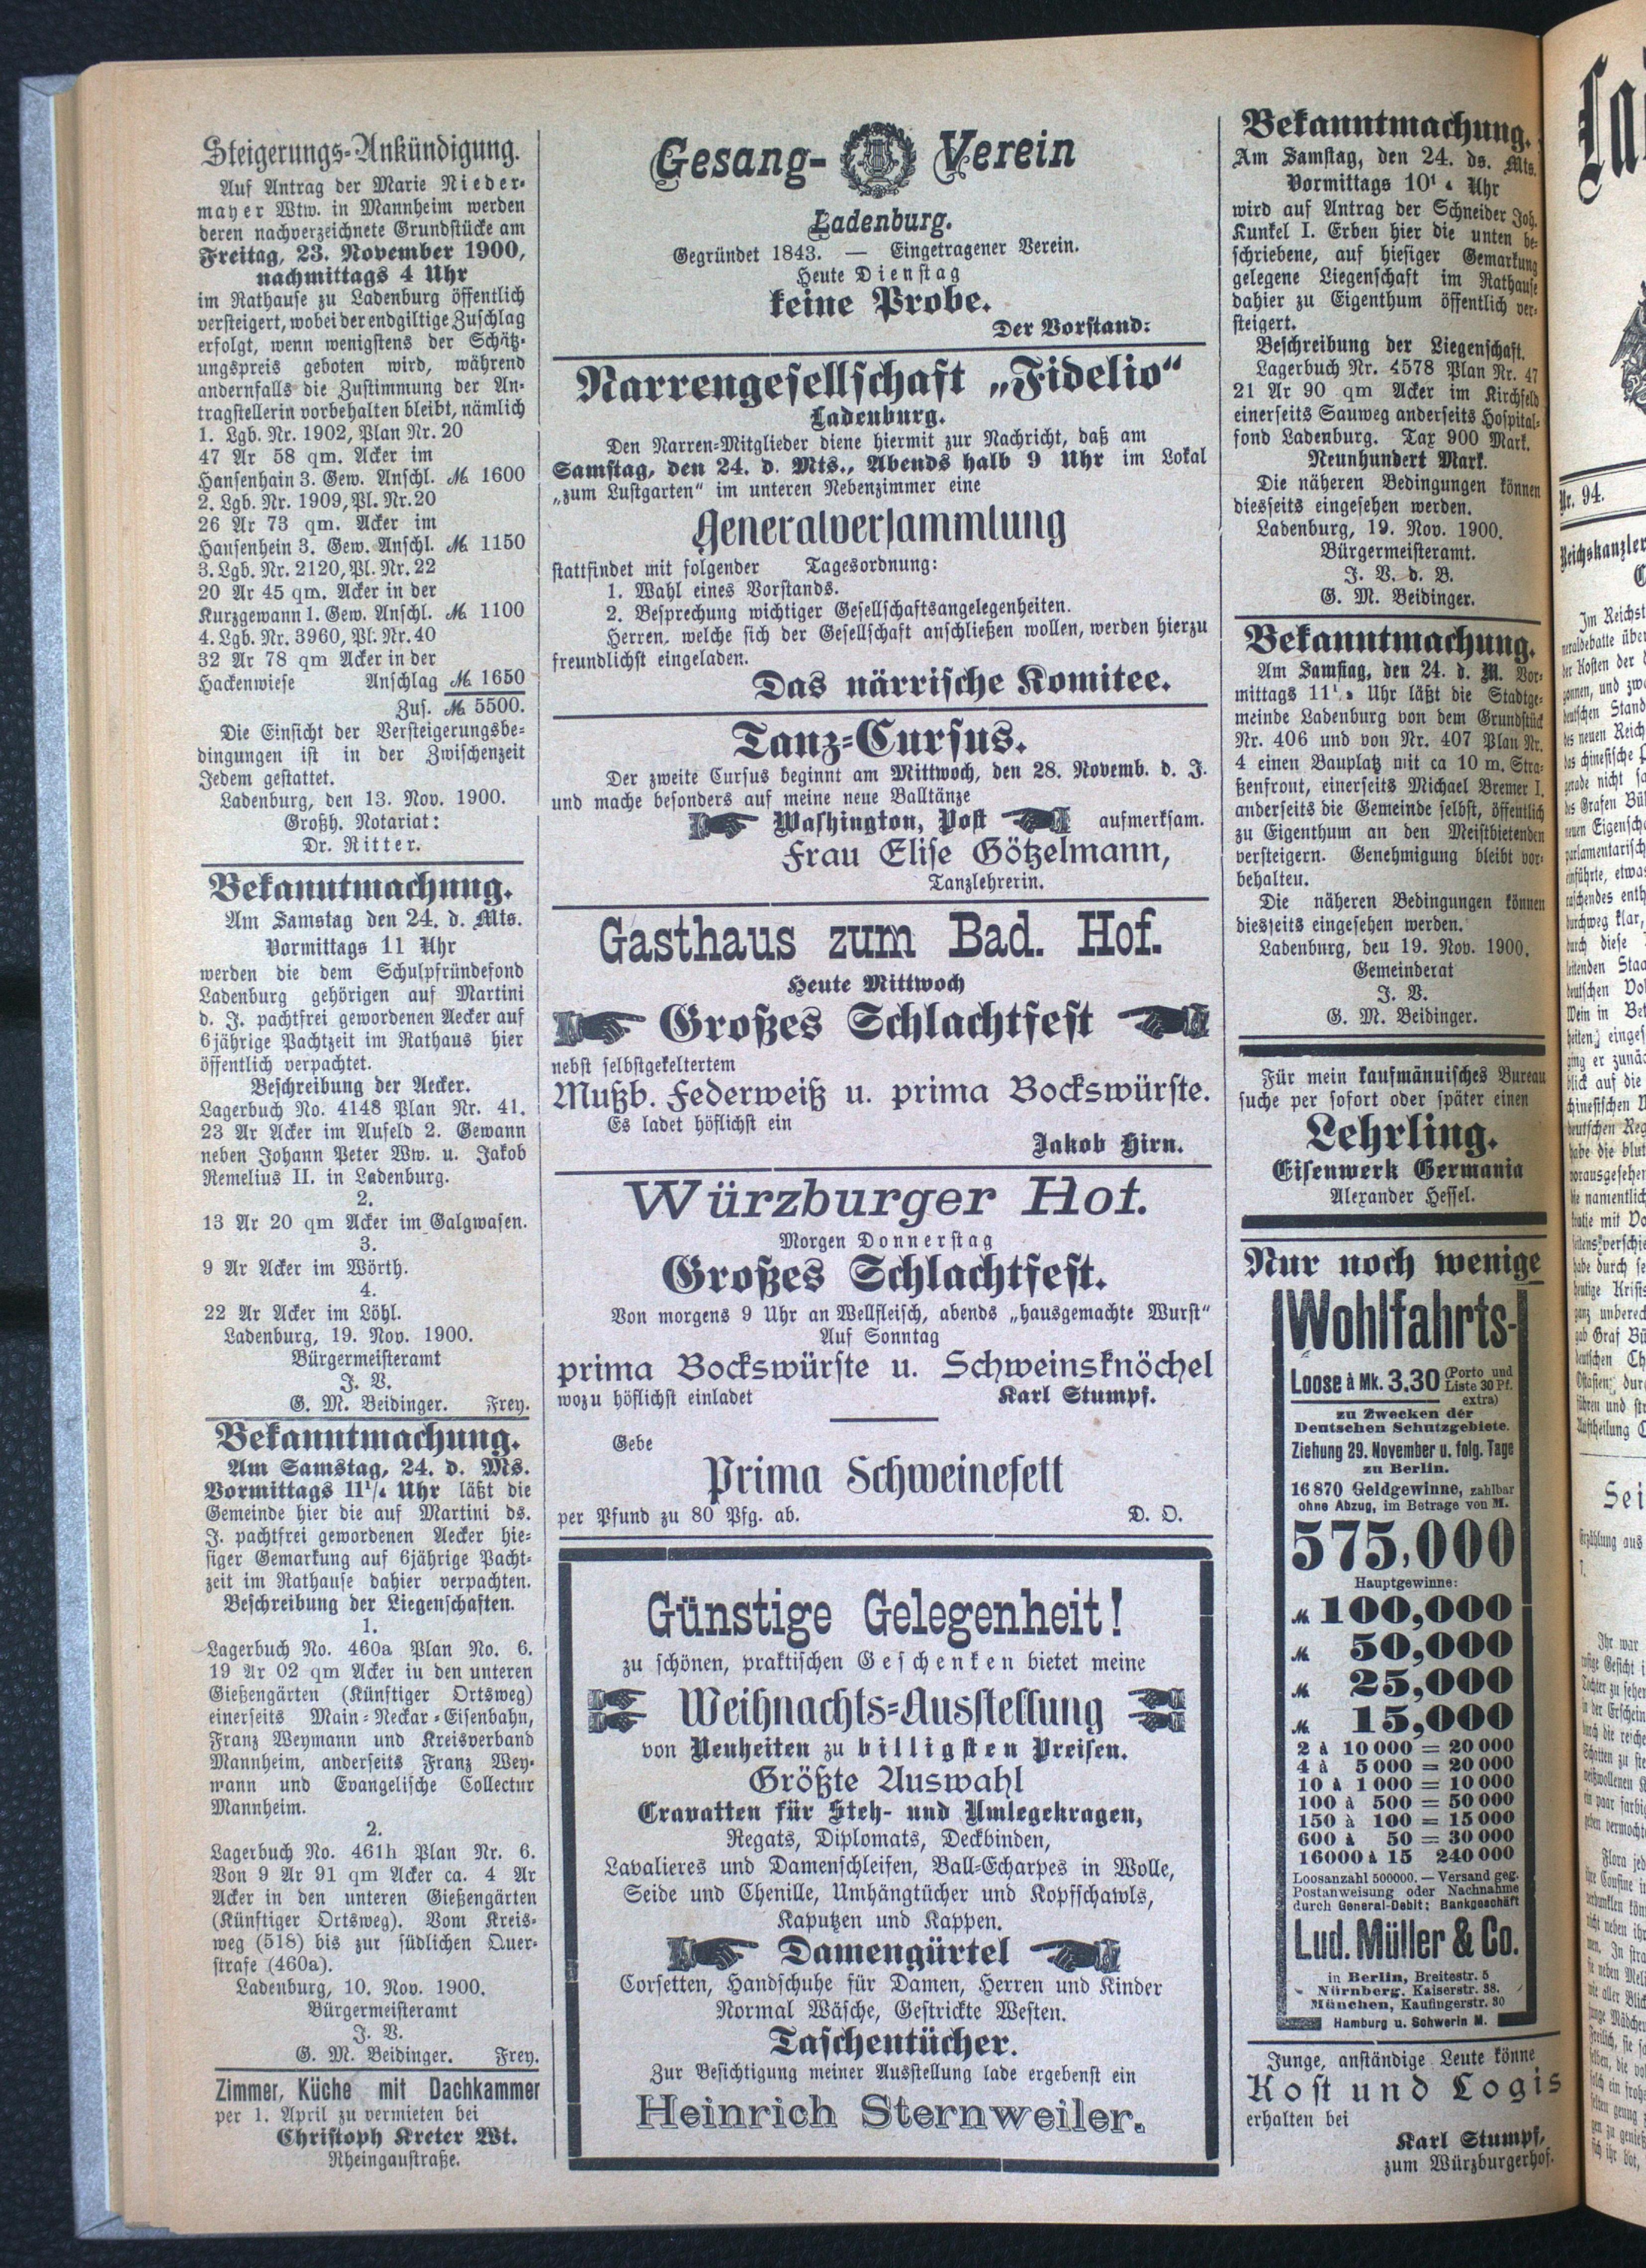 Steigerungs-Ankündigung.
Auf Antrag der Marie Nieder-
mayer Wtw. in Mannheim werden
deren nachverzeichnete Grundstücke am
Freitag, 23. November 1900,
nachmittags 4 Uhr
im Rathause zu Ladenburg öffentlich
versteigert, wobei der endgiltige Zuschlag
erfolgt, wenn wenigstens der Schätz-
ungspreis geboten wird, während
andernfalls die Zustimmung der An-
tragstellerin vorbehalten bleibt, nämlich
1. Lgb. Nr. 1902, Plan Nr. 20
47 Ar 58 qm. Acker im
Hansenhain 3. Gew. Anschl. M. 1600
2. Lgb. Nr. 1909, Pl. Nr. 20
26 Ar 73 qm. Acker im
Hansenhein 3. Gew. Anschl. M. 1150
3. Lgb. Nr. 2120, Pl. Nr. 22
20 Ar 45 qm. Acker in der
Kurzgewann 1. Gew. Anschl. M. 1100
4. Lgb. Nr. 3960, Pl. Nr. 40
32 Ar 78 qm Acker in der
Hackenwiese Anschlag M. 1650
Zus. M. 5500.
Die Einsicht der Versteigerungsbe-
dingungen ist in der Zwischenzeit
Jedem gestattet.
Ladenburg, den 13. Nov. 1900.
Großh. Notariat:
Dr. Ritter.
Bekanntmachung.
Am Samstag den 24. d. Mts.
Vormittags 11 Uhr
werden die dem Schulpfründefond
Ladenburg gehörigen auf Martini
d. J. pachtfrei gewordenen Aecker auf
6jährige Pachtzeit im Rathaus hier
öffentlich verpachtet.
Beschreibung der Aecker.
Lagerbuch No. 4148 Plan Nr. 41.
23 Ar Acker im Aufeld 2. Gewann
neben Johann Peter Ww. u. Jakob
Remelius II. in Ladenburg.
2.
13 Ar 20 qm Acker im Galgwasen.
3.
9 Ar Acker im Wörth.
4.
22 Ar Acker im Löhl.
Ladenburg, 19. Nov. 1900.
Bürgermeisteramt
J. V.
G. M. Beidinger. Frey.
Bekanntmachung.
Am Samstag, 24. d. Ms.
Vormittags 11¹/₄ Uhr läßt die
Gemeinde hier die auf Martini ds.
J. pachtfrei gewordenen Aecker hie-
siger Gemarkung auf 6jährige Pacht-
zeit im Rathause dahier verpachten.
Beschreibung der Liegenschaften.
1.
Lagerbuch No. 460a Plan No. 6.
19 Ar 02 qm Acker iu den unteren
Gießengärten (Künftiger Ortsweg)
einerseits Main-Neckar-Eisenbahn,
Franz Weymann und Kreisverband
Mannheim, anderseits Franz Wey-
mann und Evangelische Collectur
Mannheim.
2.
Lagerbuch No. 461h Plan Nr. 6.
Von 9 Ar 91 qm Acker ca. 4 Ar
Acker in den unteren Gießengärten
(Künftiger Ortsweg). Vom Kreis-
weg (518) bis zur südlichen Quer-
strafe (460a).
Ladenburg, 10. Nov. 1900.
Bürgermeisteramt
J. V.
G. M. Beidinger. Frey.
Zimmer, Küche mit Dachkammer
per 1. April zu vermieten bei
Christoph Kreter Wt.
Rheingaustraße.
Gesang-Verein
Ladenburg.
Gegründet 1843. — Eingetragener Verein.
Heute Dienstag
keine Probe.
Der Vorstand:
Narrengesellschaft „Fidelio“
Ladenburg.
Den Narren-Mitglieder diene hiermit zur Nachricht, daß am
Samstag, den 24. d. Mts., Abends halb 9 Uhr im Lokal
„zum Lustgarten“ im unteren Nebenzimmer eine
Generalversammlung
stattfindet mit folgender Tagesordnung:
1. Wahl eines Vorstands.
2. Besprechung wichtiger Gesellschaftsangelegenheiten.
Herren, welche sich der Gesellschaft anschließen wollen, werden hierzu
freundlichst eingeladen.
Das närrische Komitee.
Tanz-Cursus.
Der zweite Cursus beginnt am Mittwoch, den 28. Novemb. d. J.
und mache besonders auf meine neue Balltänze
Washington, Post aufmerksam.
Frau Elise Götzelmann,
Tanzlehrerin.
Gasthaus zum Bad. Hof.
Heute Mittwoch
Großes Schlachtfest
nebst selbstgekeltertem
Mußb. Federweiß u. prima Bockswürste.
Es ladet höflichst ein
Jakob Hirn.
Würzburger Hof.
Morgen Donnerstag
Großes Schlachtfest.
Von morgens 9 Uhr an Wellfleisch, abends „hausgemachte Wurst“
Auf Sonntag
prima Bockswürste u. Schweinsknöchel
wozu höflichst einladet Karl Stumpf.
Gebe
Prima Schweinefett
per Pfund zu 80 Pfg. ab. D. O.
Günstige Gelegenheit!
zu schönen, praktischen Geschenken bietet meine
Weihnachts-Ausstellung
von Neuheiten zu billigsten Preisen.
Größte Auswahl
Cravatten für Steh- und Umlegekragen,
Regats, Diplomats, Deckbinden,
Lavalieres und Damenschleifen, Ball-Echarpes in Wolle,
Seide und Chenille, Umhängtücher und Kopfschawls,
Kaputzen und Kappen.
Damengürtel
Corsetten, Handschuhe für Damen, Herren und Kinder
Normal Wäsche, Gestrickte Westen.
Taschentücher.
Zur Besichtigung meiner Ausstellung lade ergebenst ein
Heinrich Sternweiler.
Bekanntmachung.
Am Samstag, den 24. ds. Mts.
Vormittags 10¹ ₄ Uhr
wird auf Antrag der Schneider Joh.
Kunkel I. Erben hier die unten be-
schriebene, auf hiesiger Gemarkung
gelegene Liegenschaft im Rathause
dahier zu Eigenthum öffentlich ver-
steigert.
Beschreibung der Liegenschaft.
Lagerbuch Nr. 4578 Plan Nr. 47
21 Ar 90 qm Acker im Kirchfeld
einerseits Sauweg anderseits Hospital-
fond Ladenburg. Tax 900 Mark.
Neunhundert Mark.
Die näheren Bedingungen können
diesseits eingesehen werden.
Ladenburg, 19. Nov. 1900.
Bürgermeisteramt.
J. V. d. B.
G. M. Beidinger.
Bekanntmachung.
Am Samstag, den 24. d. M. Vor-
mittags 11¹ ₂ Uhr läßt die Stadtge-
meinde Ladenburg von dem Grundstück
Nr. 406 und von Nr. 407 Plan Nr.
4 einen Bauplatz mit ca 10 m. Stra-
ßenfront, einerseits Michael Bremer I.
anderseits die Gemeinde selbst, öffentlich
zu Eigenthum an den Meistbietenden
versteigern. Genehmigung bleibt vor-
behalten.
Die näheren Bedingungen können
diesseits eingesehen werden.
Ladenburg, deu 19. Nov. 1900.
Gemeinderat
J. V.
G. M. Beidinger.
Für mein kaufmänuisches Bureau
suche per sofort oder später einen
Lehrling.
Eisenwerk Germania
Alexander Hessel.
Nur noch wenige
Wohlfahrts-
Loose à Mk. 3.30 (Porto und
Liste 30 Pf.
extra)
zu Zwecken der
Deutschen Schutzgebiete.
Ziehung 29. November u. folg. Tage
zu Berlin.
16870 Geldgewinne, zahlbar
ohne Abzug, im Betrage von M.
575,000
Hauptgewinne:
M 100,000
M. 50,000
M 25,000
M. 15,000
2 à 10 000 = 20 000
4 à 5 000 = 20 000
10 à 1 000 = 10 000
100 à 500 = 50 000
150 à 100 = 15 000
600 à 50 = 30 000
16000 à 15 240 000
Loosanzahl 500000. — Versand geg.
Postanweisung oder Nachnahme
durch General-Debit: Bankgeschäft
Lud. Müller & Co.
in Berlin, Breitestr. 5
Nürnberg, Kaiserstr. 38.
München, Kaufingerstr. 30
Hamburg u. Schwerin M.
Junge, anständige Leute könne
Kost und Logis
erhalten bei
Karl Stumpf,
zum Würzburgerhof.
Nr. 94.
Reichskanzler
Im Reichst